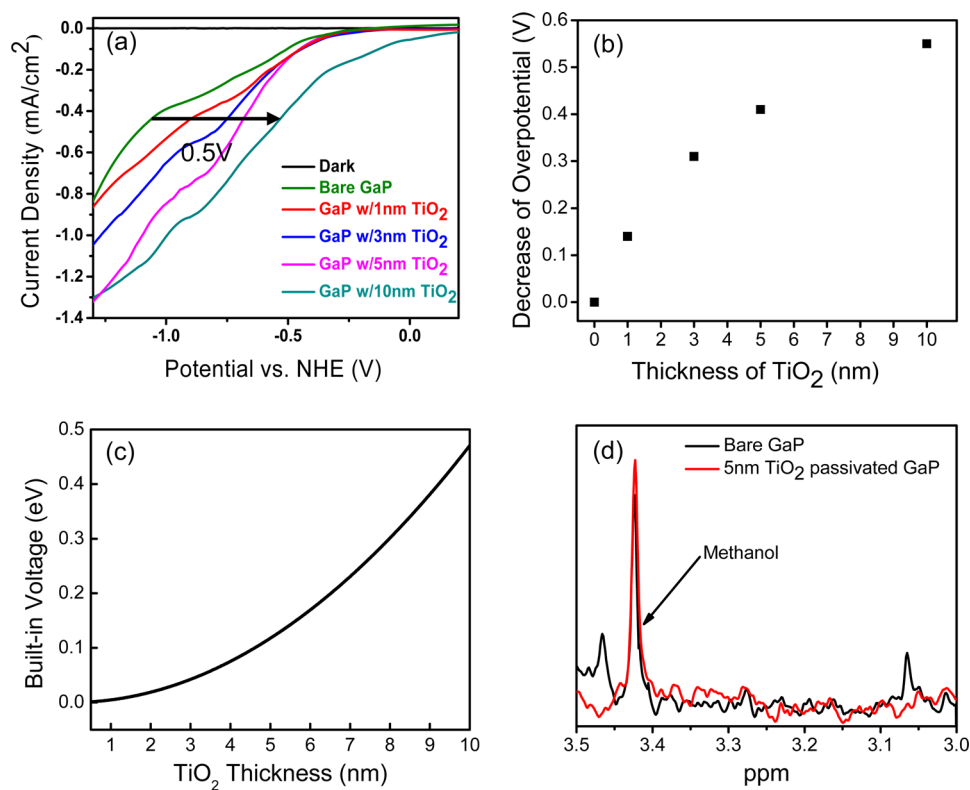 (a)
Current Density (mA/cm²)
0.0
-0.2
-0.4
-0.6
-0.8
-1.0
-1.2
-1.4
0.5V
Dark
Bare GaP
GaP w/1nm TiO₂
GaP w/3nm TiO₂
GaP w/5nm TiO₂
GaP w/10nm TiO₂
-1.0 -0.5 0.0
Potential vs. NHE (V)
(b)
Decrease of Overpotential (V)
0.6
0.5
0.4
0.3
0.2
0.1
0.0
0 1 2 3 4 5 6 7 8 9 10
Thickness of TiO₂ (nm)
(c)
Built-in Voltage (eV)
0.5
0.4
0.3
0.2
0.1
0.0
1 2 3 4 5 6 7 8 9 10
TiO₂ Thickness (nm)
(d)
Bare GaP
5nm TiO₂ passivated GaP
Methanol
3.5 3.4 3.3 3.2 3.1 3.0
ppm